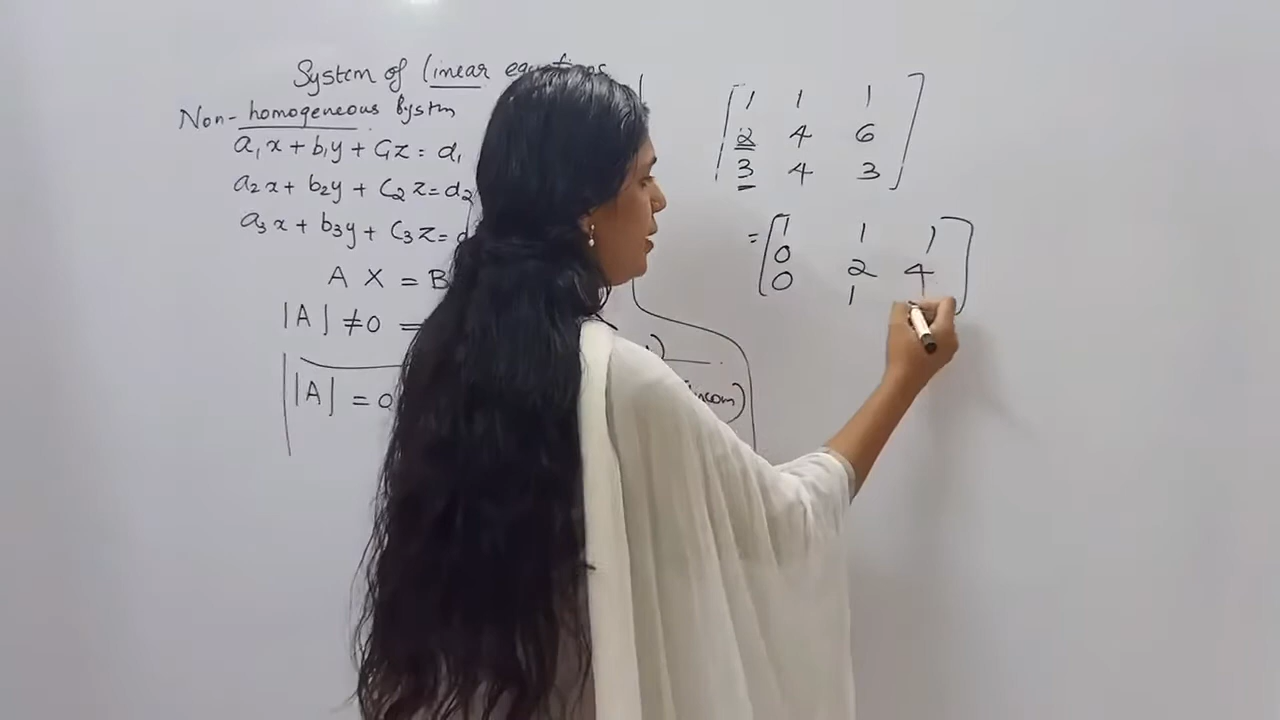 System of linear equations
Non-homogeneous System
a₁x + b₁y + c₁z = d₁
a₂x + b₂y + c₂z = d₂
a₃x + b₃y + c₃z = d
A X = B
|A| ≠ 0 =
|A| = 0
1 1 1
2 4 6
3 4 3
= 1 1 1
0 2 4
0 1